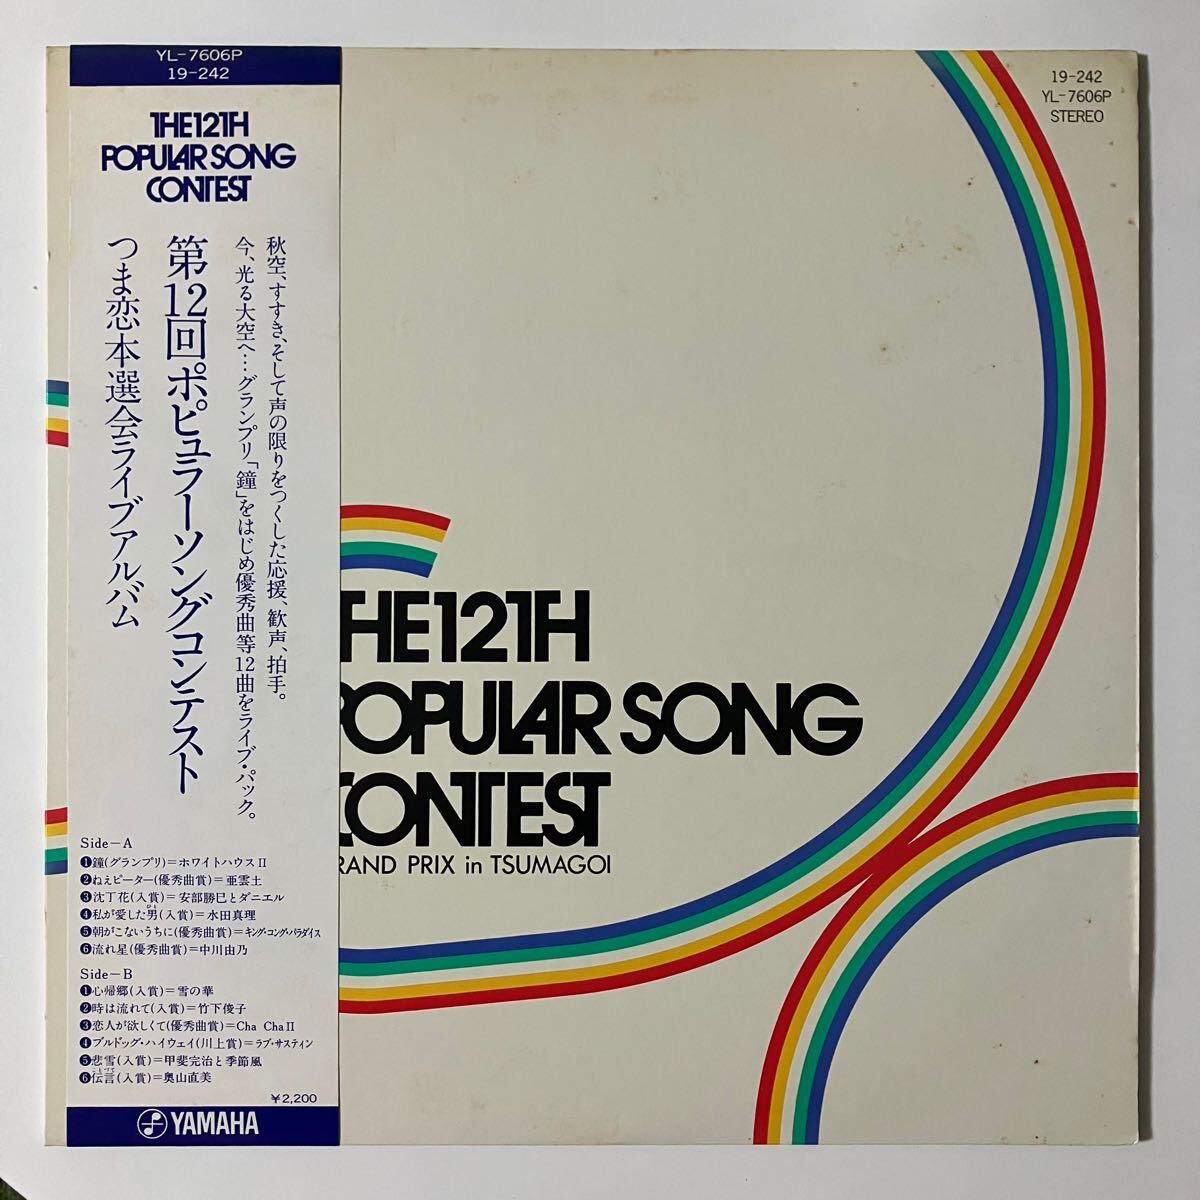 YL-7606P
19-242
THE 12TH
POPULAR SONG
CONTEST
秋空、すすき、そして声の限りをつくした応援、歓声、拍手。
今、光る大空へ…グランプリ「鐘」をはじめ優秀曲等12曲をライブ・パック。
第12回ポピュラーソングコンテスト
つま恋本選会ライブアルバム
Side-A
❶鐘(グランプリ)=ホワイトハウスⅡ
❷ねえピーター(優秀曲賞)=亜雲土
❸沈丁花(入賞)=安部勝巳とダニエル
❹私が愛した男(入賞)=水田真理
❺朝がこないうちに(優秀曲賞)=キング・コング・パラダイス
❻流れ星(優秀曲賞)=中川由乃
Side-B
❶心帰郷(入賞)=雪の華
❷時は流れて(入賞)=竹下俊子
❸恋人が欲しくて(優秀曲賞)=Cha ChaⅡ
❹ブルドッグ・ハイウェイ(川上賞)=ラブ・サスティン
❺悲雪(入賞)=甲斐完治と季節風
❻伝言(入賞)=奥山直美
¥2,200
YAMAHA
19-242
YL-7606P
STEREO
THE 12TH
POPULAR SONG
CONTEST
RAND PRIX in TSUMAGOI